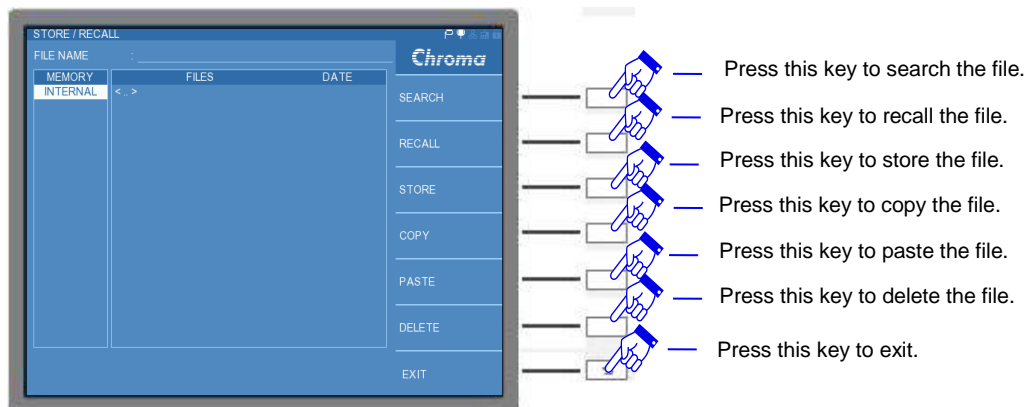 STORE / RECALL
FILE NAME :
Chroma
MEMORY FILES DATE
INTERNAL < .. >
SEARCH
RECALL
STORE
COPY
PASTE
DELETE
EXIT
Press this key to search the file.
Press this key to recall the file.
Press this key to store the file.
Press this key to copy the file.
Press this key to paste the file.
Press this key to delete the file.
Press this key to exit.